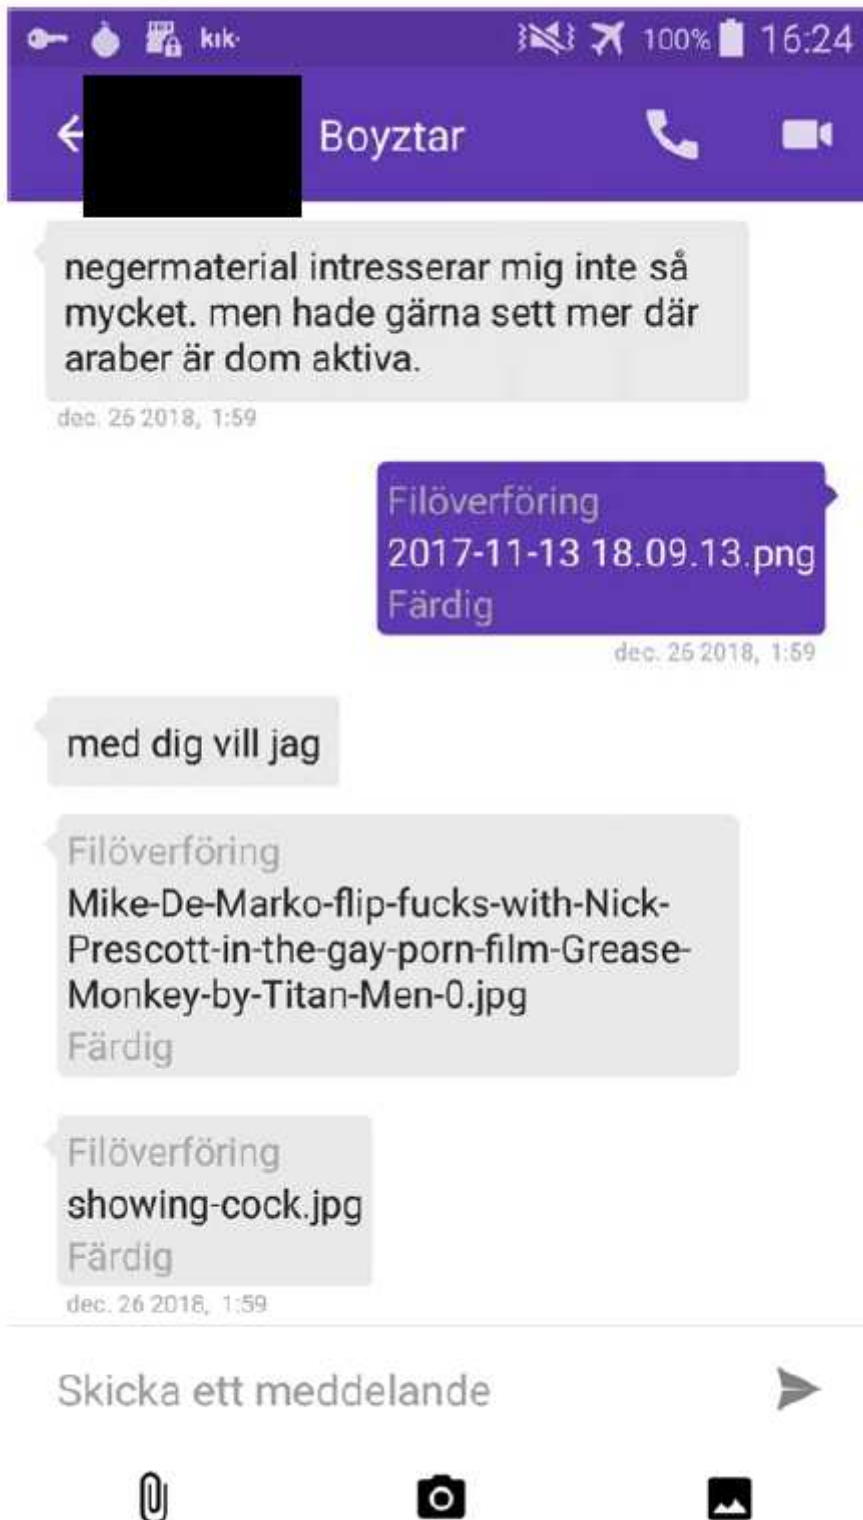 kik·
100%
16:24
Boyztar
negermaterial intresserar mig inte så
mycket. men hade gärna sett mer där
araber är dom aktiva.
dec. 26 2018, 1:59
Filöverföring
2017-11-13 18.09.13.png
Färdig
dec. 26 2018, 1:59
med dig vill jag
Filöverföring
Mike-De-Marko-flip-fucks-with-Nick-
Prescott-in-the-gay-porn-film-Grease-
Monkey-by-Titan-Men-0.jpg
Färdig
Filöverföring
showing-cock.jpg
Färdig
dec. 26 2018, 1:59
Skicka ett meddelande